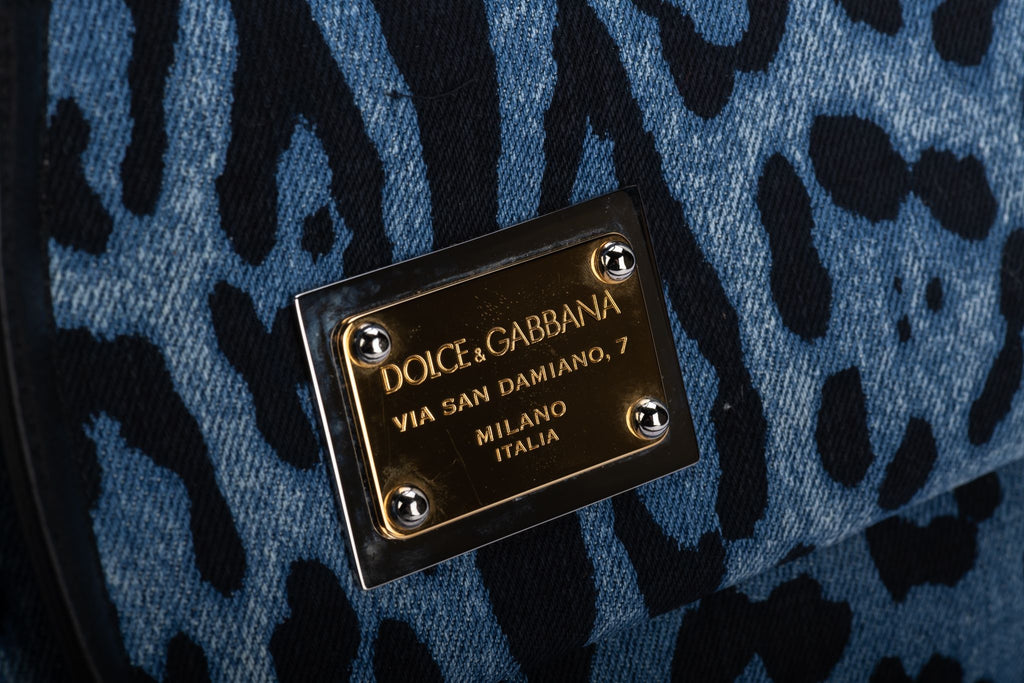 DOLCE & GABBANA
VIA SAN DAMIANO, 7
MILANO
ITALIA